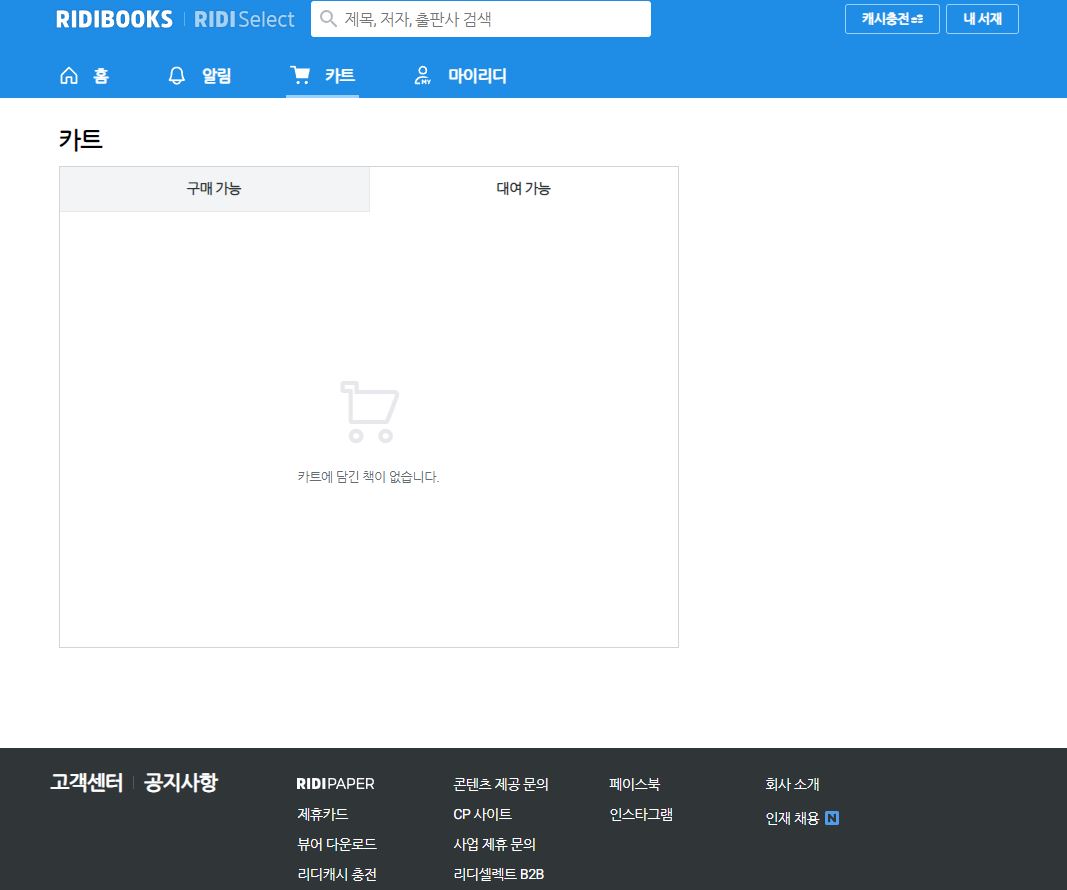 RIDIBOOKS RIDI Select 제목, 저자, 출판사 검색 캐시충전 내 서재
홈 알림 카트 MY 마이리디
카트
구매 가능 대여 가능
카트에 담긴 책이 없습니다.
고객센터 공지사항 RIDIPAPER 콘텐츠 제공 문의 페이스북 회사 소개
제휴카드 CP 사이트 인스타그램 인재 채용 N
뷰어 다운로드 사업 제휴 문의
리디캐시 충전 리디셀렉트 B2B